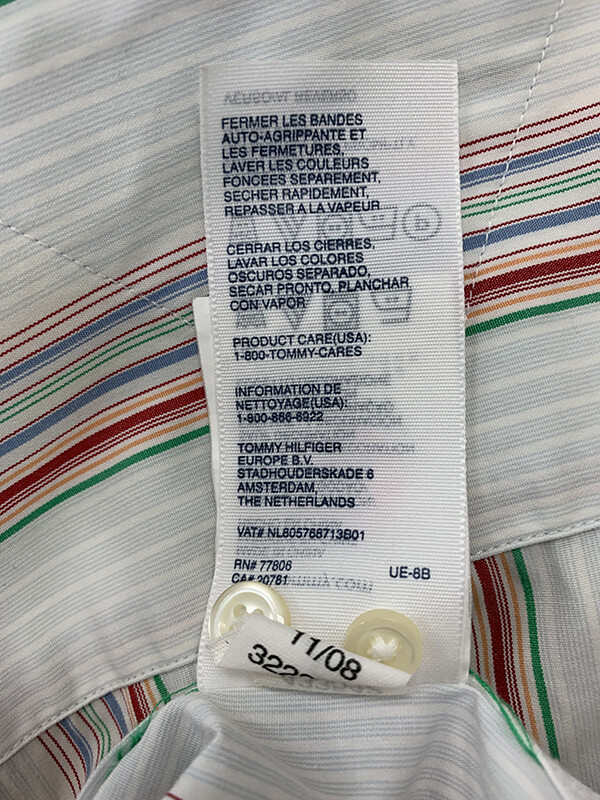 FERMER LES BANDES
AUTO-AGRIPPANTE ET
LES FERMETURES,
LAVER LES COULEURS
FONCEES SEPAREMENT,
SECHER RAPIDEMENT,
REPASSER A LA VAPEUR
CERRAR LOS CIERRES,
LAVAR LOS COLORES
OSCUROS SEPARADO,
SECAR PRONTO, PLANCHAR
CON VAPOR
PRODUCT CARE(USA):
1-800-TOMMY-CARES
INFORMATION DE
NETTOYAGE(USA):
1-800-866-6922
TOMMY HILFIGER
EUROPE B.V.
STADHOUDERSKADE 6
AMSTERDAM,
THE NETHERLANDS
VAT# NL805768713B01
RN# 77806
CA# 20781
UE-8B
11/08